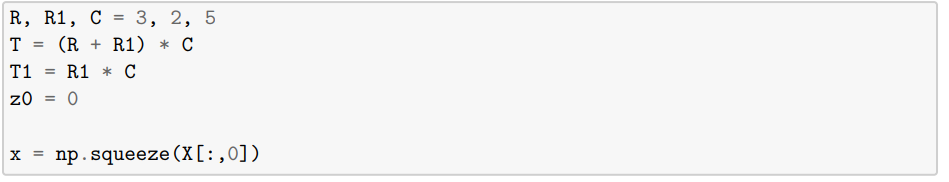 R, R1, C = 3, 2, 5
T = (R + R1) * C
T1 = R1 * C
z0 = 0
x = np.squeeze(X[:,0])